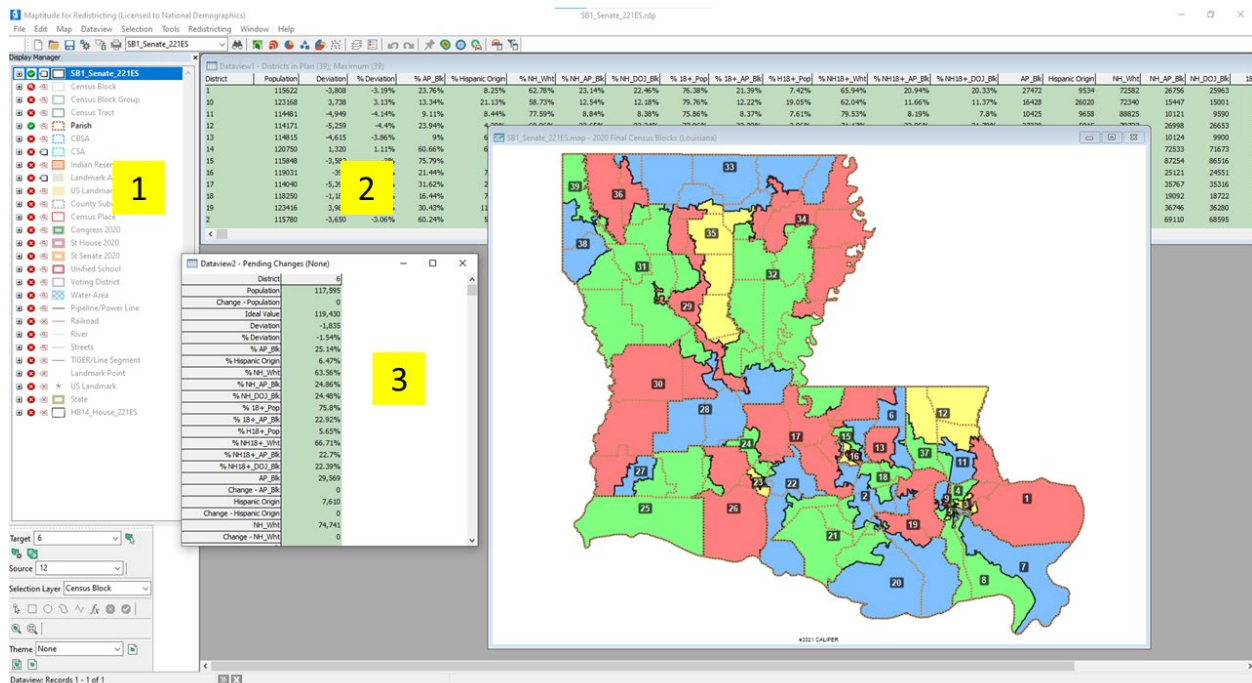 Maptitude for Redistricting (Licensed to National Demographics)
SB1_Senate_221ES.rdp
File Edit Map Dataview Selection Tools Redistricting Window Help
SB1_Senate_221ES
Display Manager
SB1_Senate_221ES
Census Block
Census Block Group
Census Tract
Parish
CBSA
CSA
Indian Reser
Landmark A
US Landmar
County Sub
Census Place
Congress 2020
St House 2020
St Senate 2020
Unified School
Voting District
Water Area
Pipeline/Power Line
Railroad
River
Streets
TIGER/Line Segment
Landmark Point
US Landmark
State
HB14_House_221ES
1
Target 6
Source 12
Selection Layer Census Block
Theme None
Dataview: Records 1 - 1 of 1
Dataview1 - Districts in Plan (39); Maximum (39)
District Population Deviation % Deviation % AP_Blk % Hispanic Origin % NH_Wht % NH_AP_Blk % NH_DOJ_Blk % 18+_Pop % 18+_AP_Blk % H18+_Pop % NH18+_Wht % NH18+_AP_Blk % NH18+_DOJ_Blk AP_Blk Hispanic Origin NH_Wht NH_AP_Blk NH_DOJ_Blk 18
1 115622 -3,808 -3.19% 23.76% 8.25% 62.78% 23.14% 22.46% 76.38% 21.39% 7.42% 65.94% 20.94% 20.33% 27472 9534 72582 26756 25963
10 123168 3,738 3.13% 13.34% 21.13% 58.73% 12.54% 12.18% 79.76% 12.22% 19.05% 62.04% 11.66% 11.37% 16428 26020 72340 15447 15001
11 114481 -4,949 -4.14% 9.11% 8.44% 77.59% 8.84% 8.38% 75.86% 8.37% 7.61% 79.53% 8.19% 7.8% 10425 9658 88825 10121 9590
12 114171 -5,259 -4.4% 23.94% 26998 26653
13 114815 -4,615 -3.86% 9% 6 10124 9900
14 120750 1,320 1.11% 60.66% 6 72533 71673
15 115848 75.79% 87254 86516
16 119031 21.44% 7 25121 24551
17 114040 31.62% 2 35767 35316
18 118250 16.44% 7 19092 18722
19 123416 30.43% 11 36746 36280
2 115780 -3,650 -3.06% 60.24% 5 69110 68595
2
Dataview2 - Pending Changes (None)
District 6
Population 117,595
Change - Population 0
Ideal Value 119,430
Deviation -1,835
% Deviation -1.54%
% AP_Blk 25.14%
% Hispanic Origin 6.47%
% NH_Wht 63.56%
% NH_AP_Blk 24.86%
% NH_DOJ_Blk 24.48%
% 18+_Pop 75.8%
% 18+_AP_Blk 22.92%
% H18+_Pop 5.65%
% NH18+_Wht 66.71%
% NH18+_AP_Blk 22.7%
% NH18+_DOJ_Blk 22.39%
AP_Blk 29,569
Change - AP_Blk 0
Hispanic Origin 7,610
Change - Hispanic Origin 0
NH_Wht 74,741
Change - NH_Wht 0
3
SB1_Senate_221ES.map - 2020 Final Census Blocks (Louisiana)
33
39 36
34
35
38
31 32
29
30
28 6 12
17 15 13
24 16 37
27 11
23 22 18
2 9 4 1
25 26 19
21
7
20 8
©2021 CALIPER